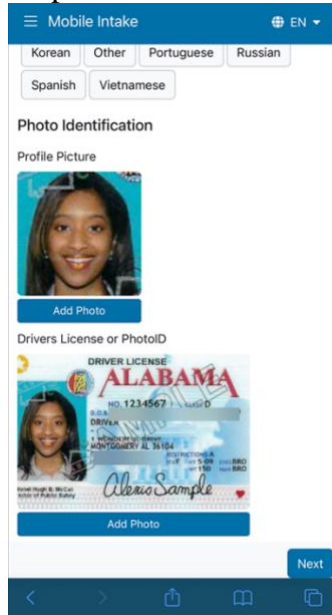 Mobile Intake
EN
Korean
Other
Portuguese
Russian
Spanish
Vietnamese
Photo Identification
Profile Picture
Add Photo
Drivers License or PhotoID
DRIVER LICENSE
ALABAMA
NO. 1234567
CLASS D
D.O.B.
MONTGOMERY AL 36104
Alexis Sample
Add Photo
Next